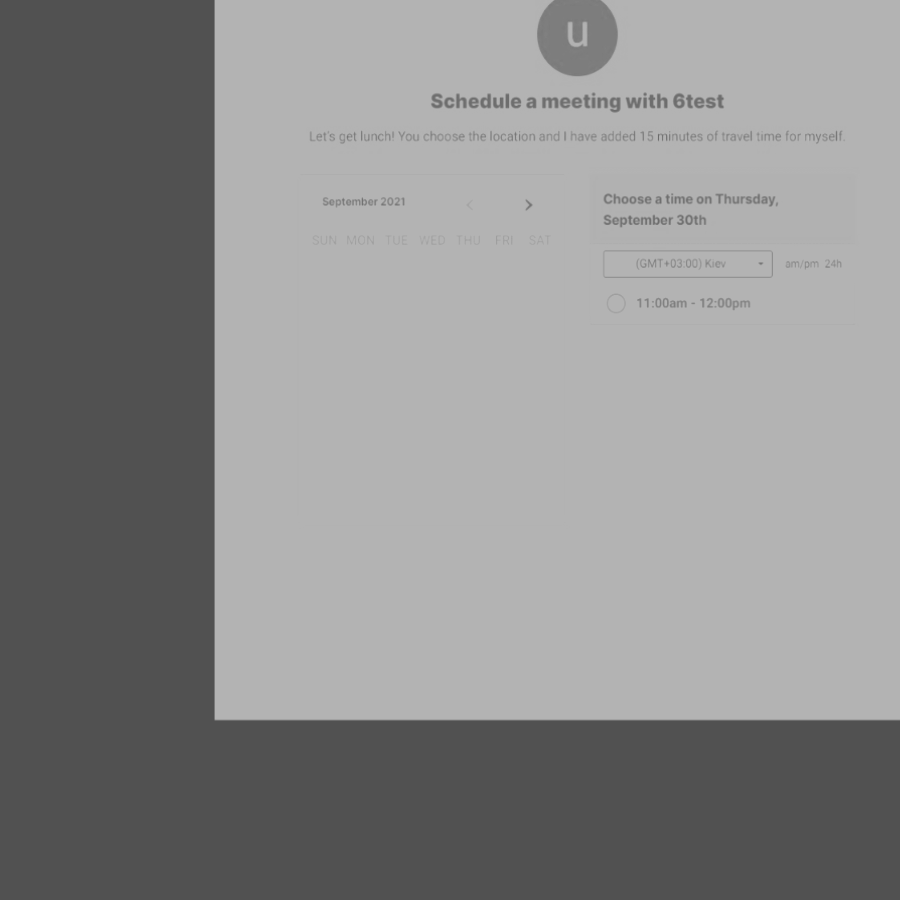 u
Schedule a meeting with 6test
Let's get lunch! You choose the location and I have added 15 minutes of travel time for myself.
September 2021
SUN MON TUE WED THU FRI SAT
Choose a time on Thursday,
September 30th
(GMT+03:00) Kiev am/pm 24h
11:00am - 12:00pm